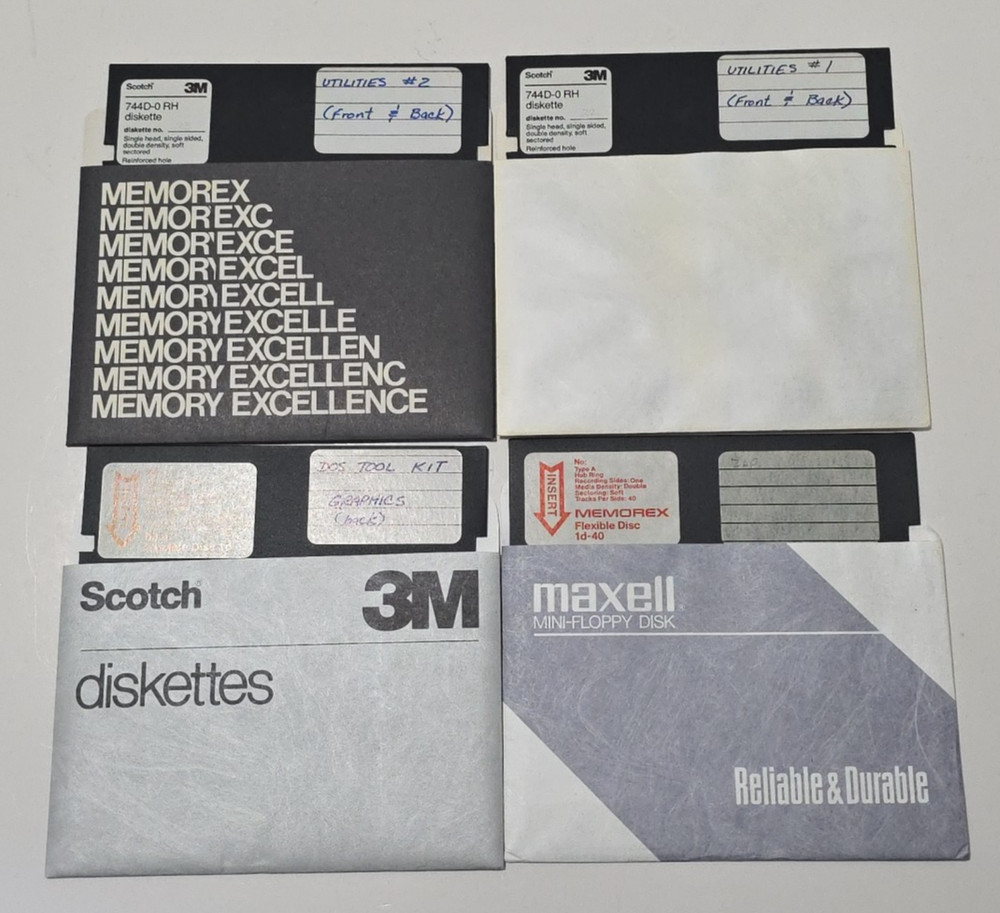 Scotch® 3M
744D-0 RH
diskette
diskette no.
Single head, single sided,
double density, soft
sectored
Reinforced hole
UTILITIES #2
(Front & Back)
MEMOREX
MEMOR EXC
MEMOR EXCE
MEMORY EXCEL
MEMORY EXCELL
MEMORY EXCELLE
MEMORY EXCELLEN
MEMORY EXCELLENC
MEMORY EXCELLENCE
Scotch® 3M
744D-0 RH
diskette
diskette no.
Single head, single sided,
double density, soft
sectored
Reinforced hole
UTILITIES #1
(Front & Back)
DOS TOOL KIT
GRAPHICS
(back)
Scotch® 3M
diskettes
INSERT
No:
Type A
Hub Ring
Recording Sides: One
Media Density: Double
Sectoring: Soft
Tracks Per Side: 40
MEMOREX
Flexible Disc
1d-40
maxell®
MINI-FLOPPY DISK
Reliable & Durable